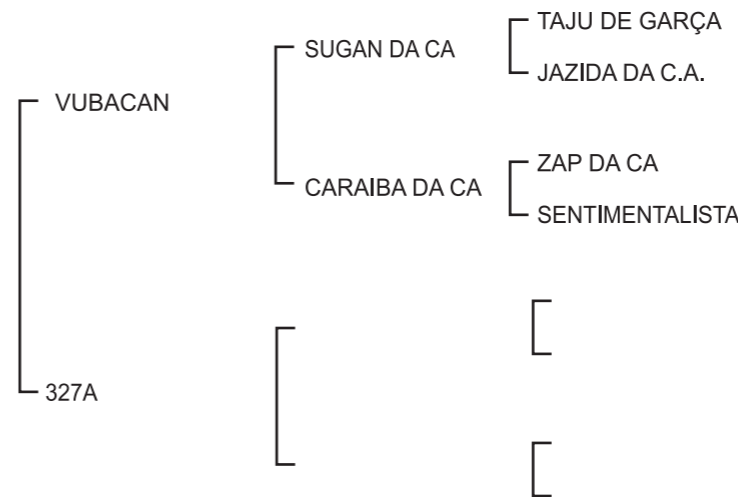 TAJU DE GARÇA
SUGAN DA CA
JAZIDA DA C.A.
VUBACAN
ZAP DA CA
CARAIBA DA CA
SENTIMENTALISTA
327A